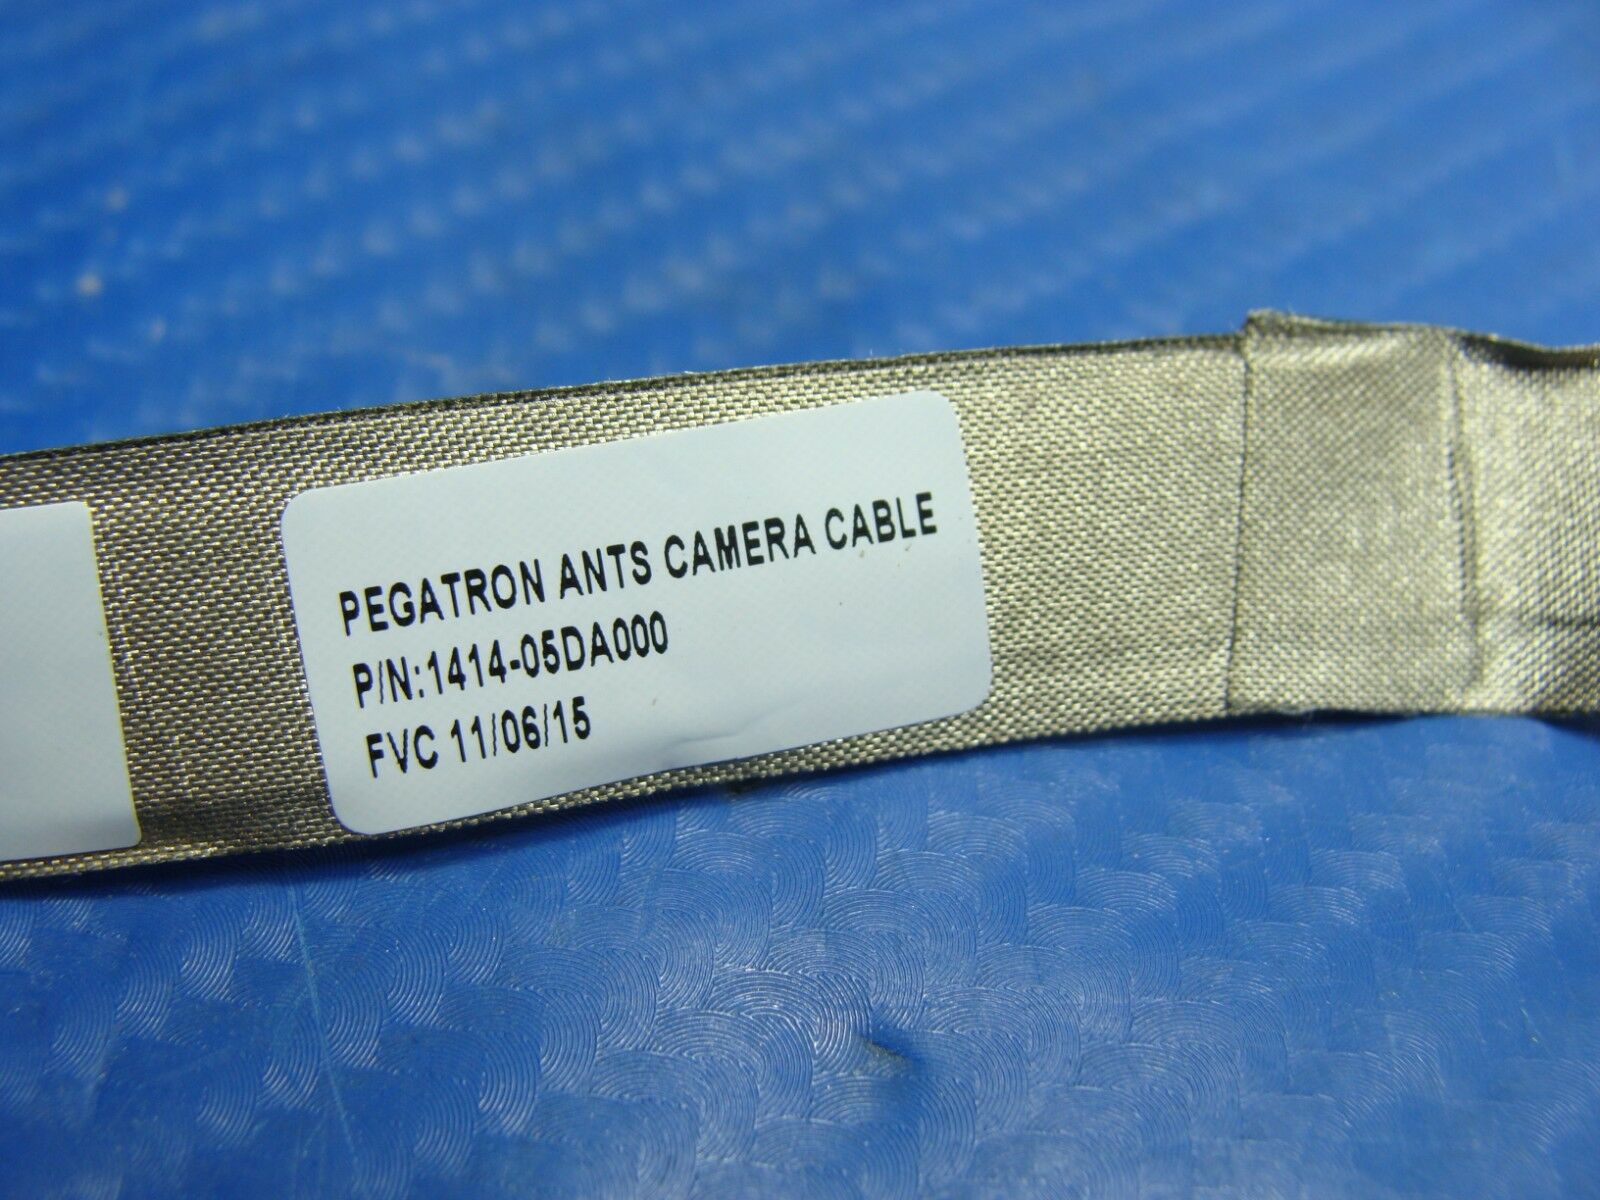 PEGATRON ANTS CAMERA CABLE
P/N:1414-05DA000
FVC 11/06/15